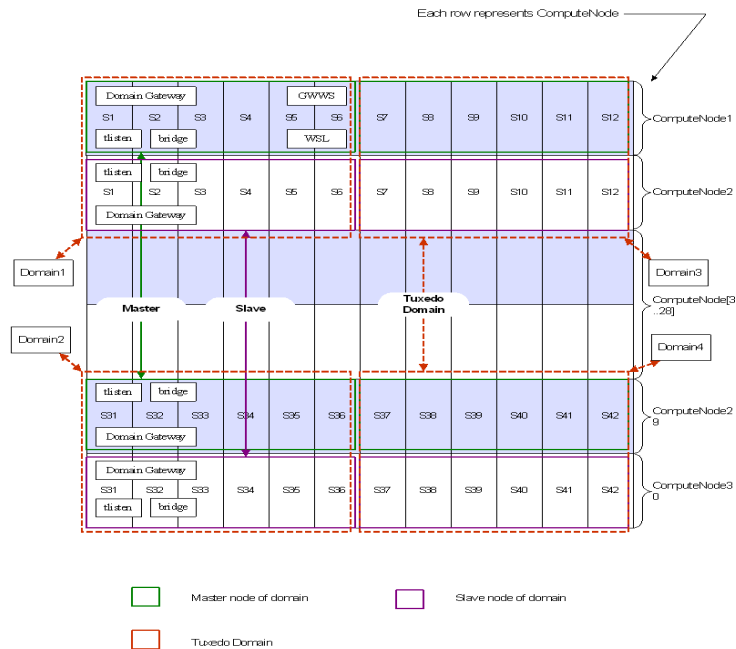 Each row represents ComputeNode
Domain Gateway
GWWS
S1 S2 S3 S4 S5 S6 S7 S8 S9 S10 S11 S12
ComputeNode1
tlisten
bridge
WSL
tlisten
bridge
S1 S2 S3 S4 S5 S6 S7 S8 S9 S10 S11 S12
ComputeNode2
Domain Gateway
Domain1
Domain3
Master
Slave
Tuxedo
Domain
ComputeNode[3
..28]
Domain2
Domain4
tlisten
bridge
S31 S32 S33 S34 S35 S36 S37 S38 S39 S40 S41 S42
ComputeNode2
9
Domain Gateway
Domain Gateway
S31 S32 S33 S34 S35 S36 S37 S38 S39 S40 S41 S42
ComputeNode3
0
tlisten
bridge
Master node of domain
Slave node of domain
Tuxedo Domain